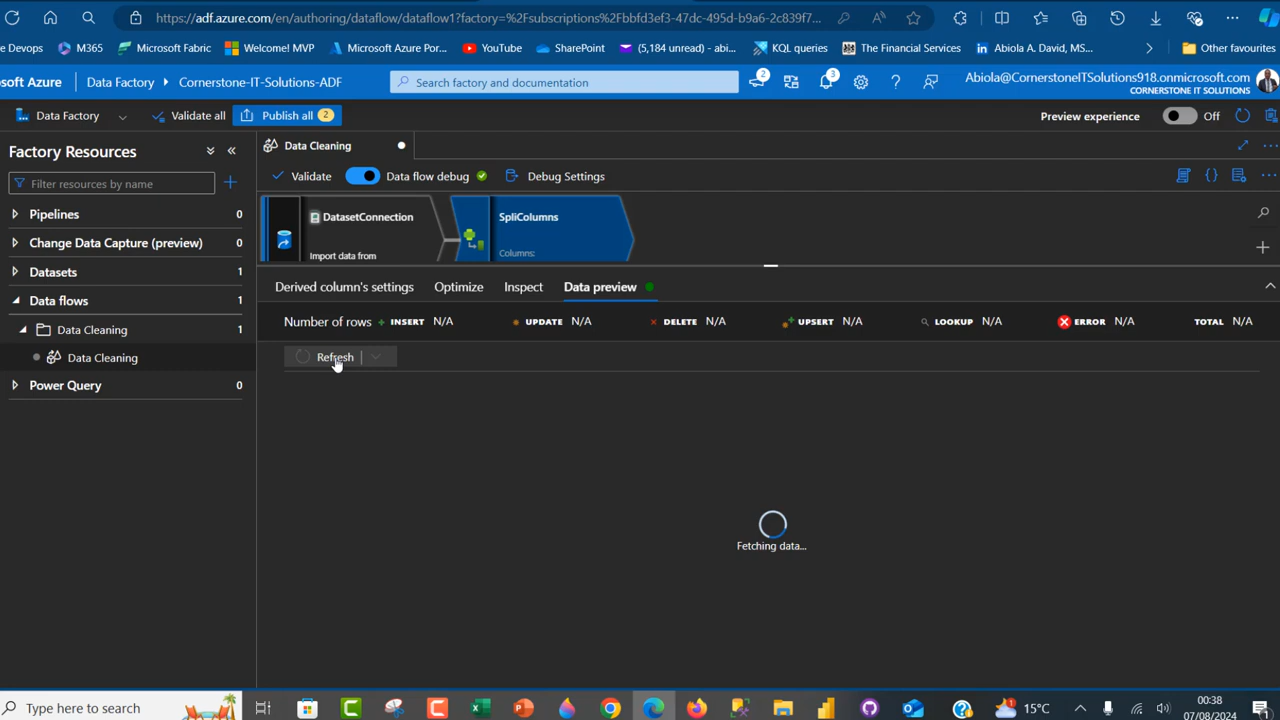 https://adf.azure.com/en/authoring/dataflow/dataflow1?factory=%2Fsubscriptions%2Fbbfd3ef3-47dc-495d-b9a6-2c839f7...
e Devops
M365
Microsoft Fabric
Welcome! MVP
Microsoft Azure Por...
YouTube
SharePoint
(5,184 unread) - abi...
KQL queries
The Financial Services
Abiola A. David, MS...
Other favourites
osoft Azure
Data Factory
Cornerstone-IT-Solutions-ADF
Search factory and documentation
2
3
Abiola@CornerstoneITSolutions918.onmicrosoft.com
CORNERSTONE IT SOLUTIONS
Data Factory
Validate all
Publish all 2
Preview experience
Off
Factory Resources
Data Cleaning
Filter resources by name
Validate
Data flow debug
Debug Settings
Pipelines 0
Change Data Capture (preview) 0
Datasets 1
Data flows 1
Data Cleaning 1
Data Cleaning
Power Query 0
DatasetConnection
Import data from
SpliColumns
Columns:
Derived column's settings
Optimize
Inspect
Data preview
Number of rows
INSERT N/A
UPDATE N/A
DELETE N/A
UPSERT N/A
LOOKUP N/A
ERROR N/A
TOTAL N/A
Refresh
Fetching data...
Type here to search
15°C
00:38
07/08/2024